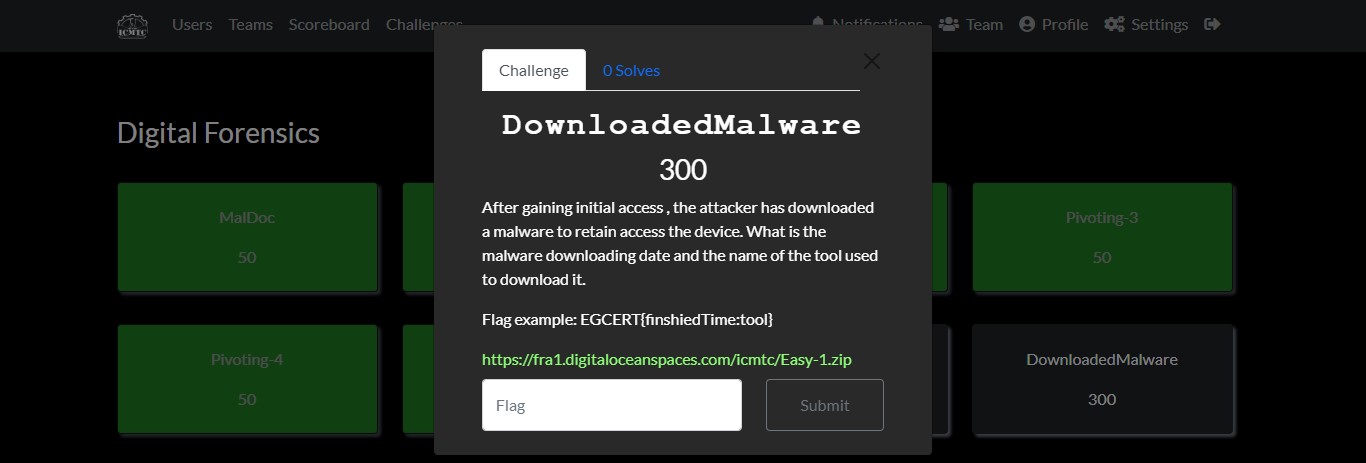 ICMTC
Users Teams Scoreboard Challenges Notifications Team Profile Settings
Challenge 0 Solves
Digital Forensics
DownloadedMalware
300
After gaining initial access , the attacker has downloaded
a malware to retain access the device. What is the
malware downloading date and the name of the tool used
to download it.
Flag example: EGCERT{finshiedTime:tool}
https://fra1.digitaloceanspaces.com/icmtc/Easy-1.zip
Flag Submit
MalDoc
50
Pivoting-3
50
Pivoting-4
50
DownloadedMalware
300